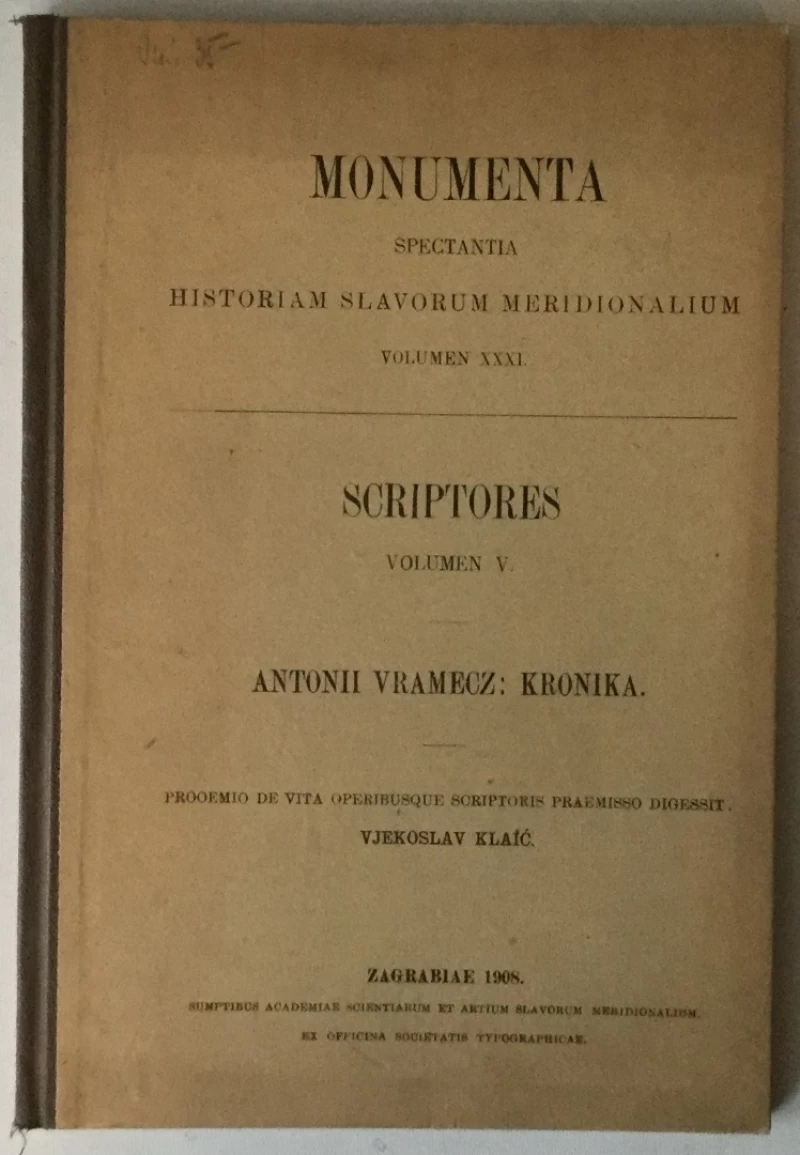 MONUMENTA
SPECTANTIA
HISTORIAM SLAVORUM MERIDIONALIUM
VOLUMEN XXXI.
SCRIPTORES
VOLUMEN V.
ANTONII VRAMECZ: KRONIKA.
PROOEMIO DE VITA OPERIBUSQUE SCRIPTORIS PRAEMISSO DIGESSIT.
VJEKOSLAV KLAIĆ.
ZAGRABIAE 1908.
SUMPTIBUS ACADEMIAE SCIENTIARUM ET ARTIUM SLAVORUM MERIDIONALIUM.
EX OFFICINA SOCIETATIS TYPOGRAPHICAE.